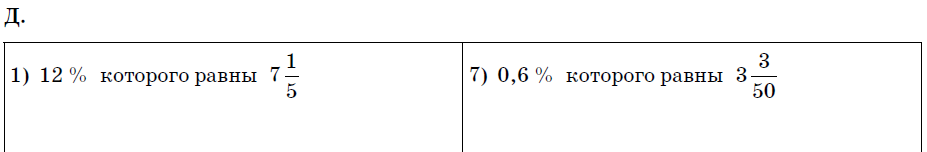 Д.
1) 12 % которого равны 7 1/5
7) 0,6 % которого равны 3 3/50